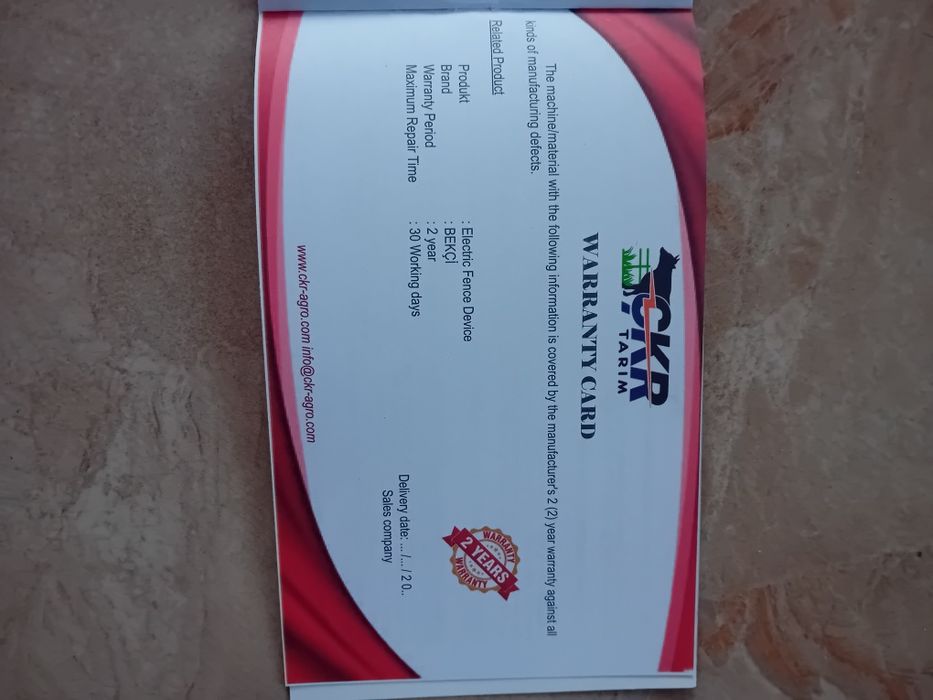 CKR
TARIM
WARRANTY CARD
The machine/material with the following information is covered by the manufacturer's 2 (2) year warranty against all
kinds of manufacturing defects.
Related Product
Produkt : Electric Fence Device
Brand : BEKÇİ
Warranty Period : 2 year
Maximum Repair Time : 30 Working days
WARRANTY
2 YEARS
WARRANTY
Delivery date: ... /... / 2 0..
Sales company
www.ckr-agro.com info@ckr-agro.com